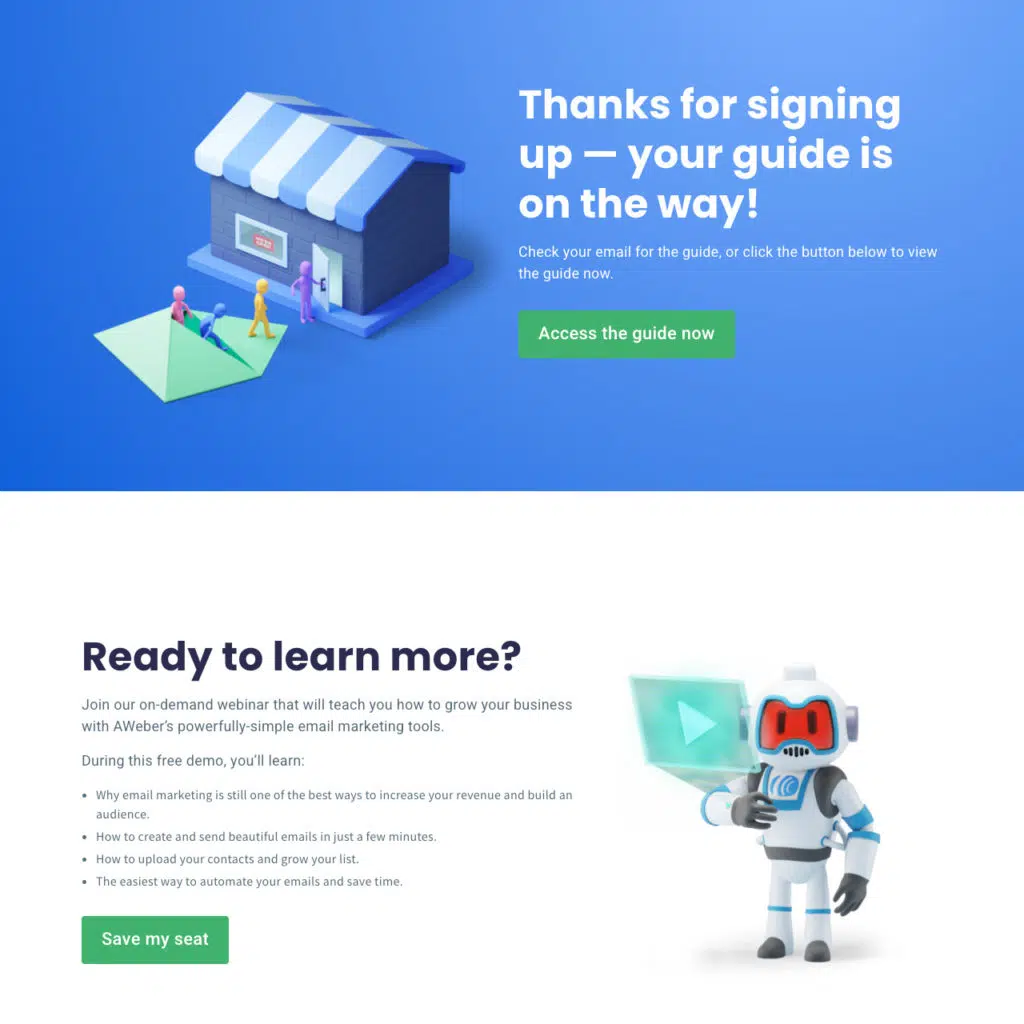 Thanks for signing
up — your guide is
on the way!
Check your email for the guide, or click the button below to view
the guide now.
Access the guide now
Ready to learn more?
Join our on-demand webinar that will teach you how to grow your business
with AWeber’s powerfully-simple email marketing tools.
During this free demo, you’ll learn:
• Why email marketing is still one of the best ways to increase your revenue and build an
audience.
• How to create and send beautiful emails in just a few minutes.
• How to upload your contacts and grow your list.
• The easiest way to automate your emails and save time.
Save my seat